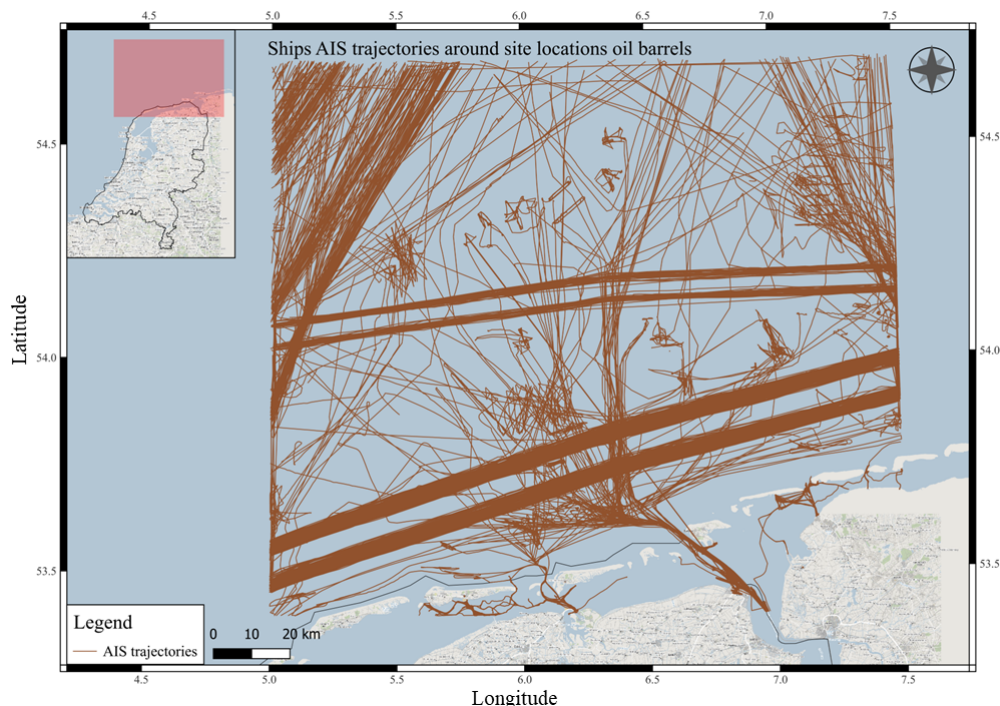 4.5 5.0 5.5 6.0 6.5 7.0 7.5
Ships AIS trajectories around site locations oil barrels
54.5 54.5
Latitude
54.0 54.0
53.5 53.5
Legend
AIS trajectories
0 10 20 km
4.5 5.0 5.5 6.0 6.5 7.0 7.5
Longitude